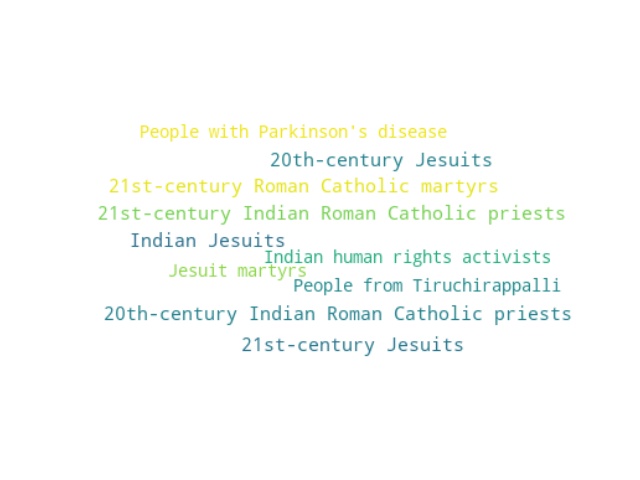 People with Parkinson's disease
20th-century Jesuits
21st-century Roman Catholic martyrs
21st-century Indian Roman Catholic priests
Indian Jesuits
Indian human rights activists
Jesuit martyrs
People from Tiruchirappalli
20th-century Indian Roman Catholic priests
21st-century Jesuits